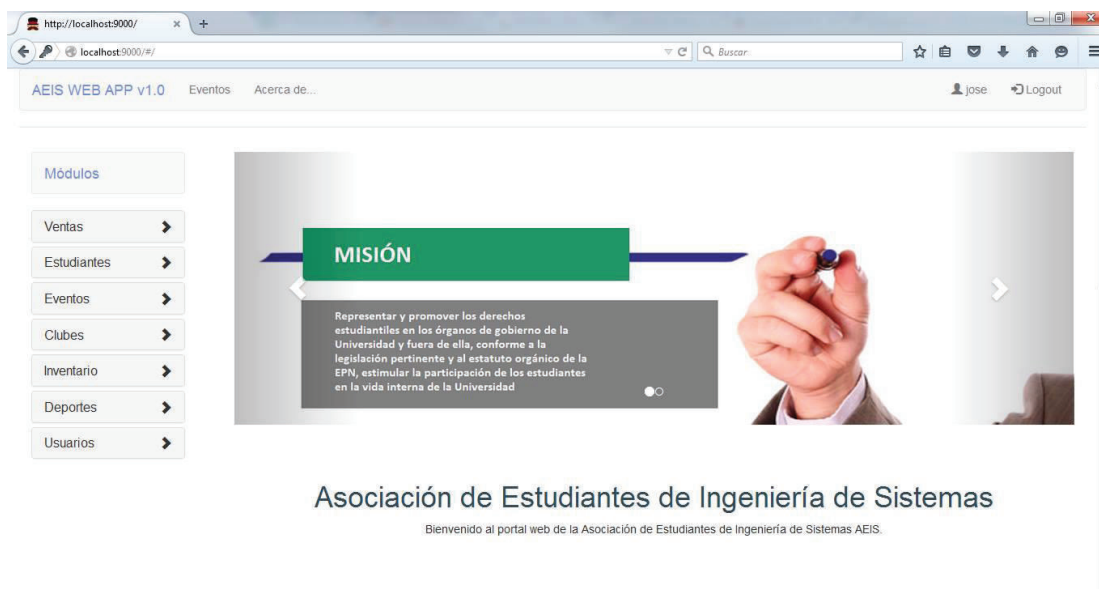 http://localhost:9000/
localhost:9000/#/
Buscar
AEIS WEB APP v1.0 Eventos Acerca de... jose Logout
Módulos
Ventas
Estudiantes
Eventos
Clubes
Inventario
Deportes
Usuarios
MISIÓN
Representar y promover los derechos
estudiantiles en los órganos de gobierno de la
Universidad y fuera de ella, conforme a la
legislación pertinente y al estatuto orgánico de la
EPN, estimular la participación de los estudiantes
en la vida interna de la Universidad
Asociación de Estudiantes de Ingeniería de Sistemas
Bienvenido al portal web de la Asociación de Estudiantes de Ingeniería de Sistemas AEIS.